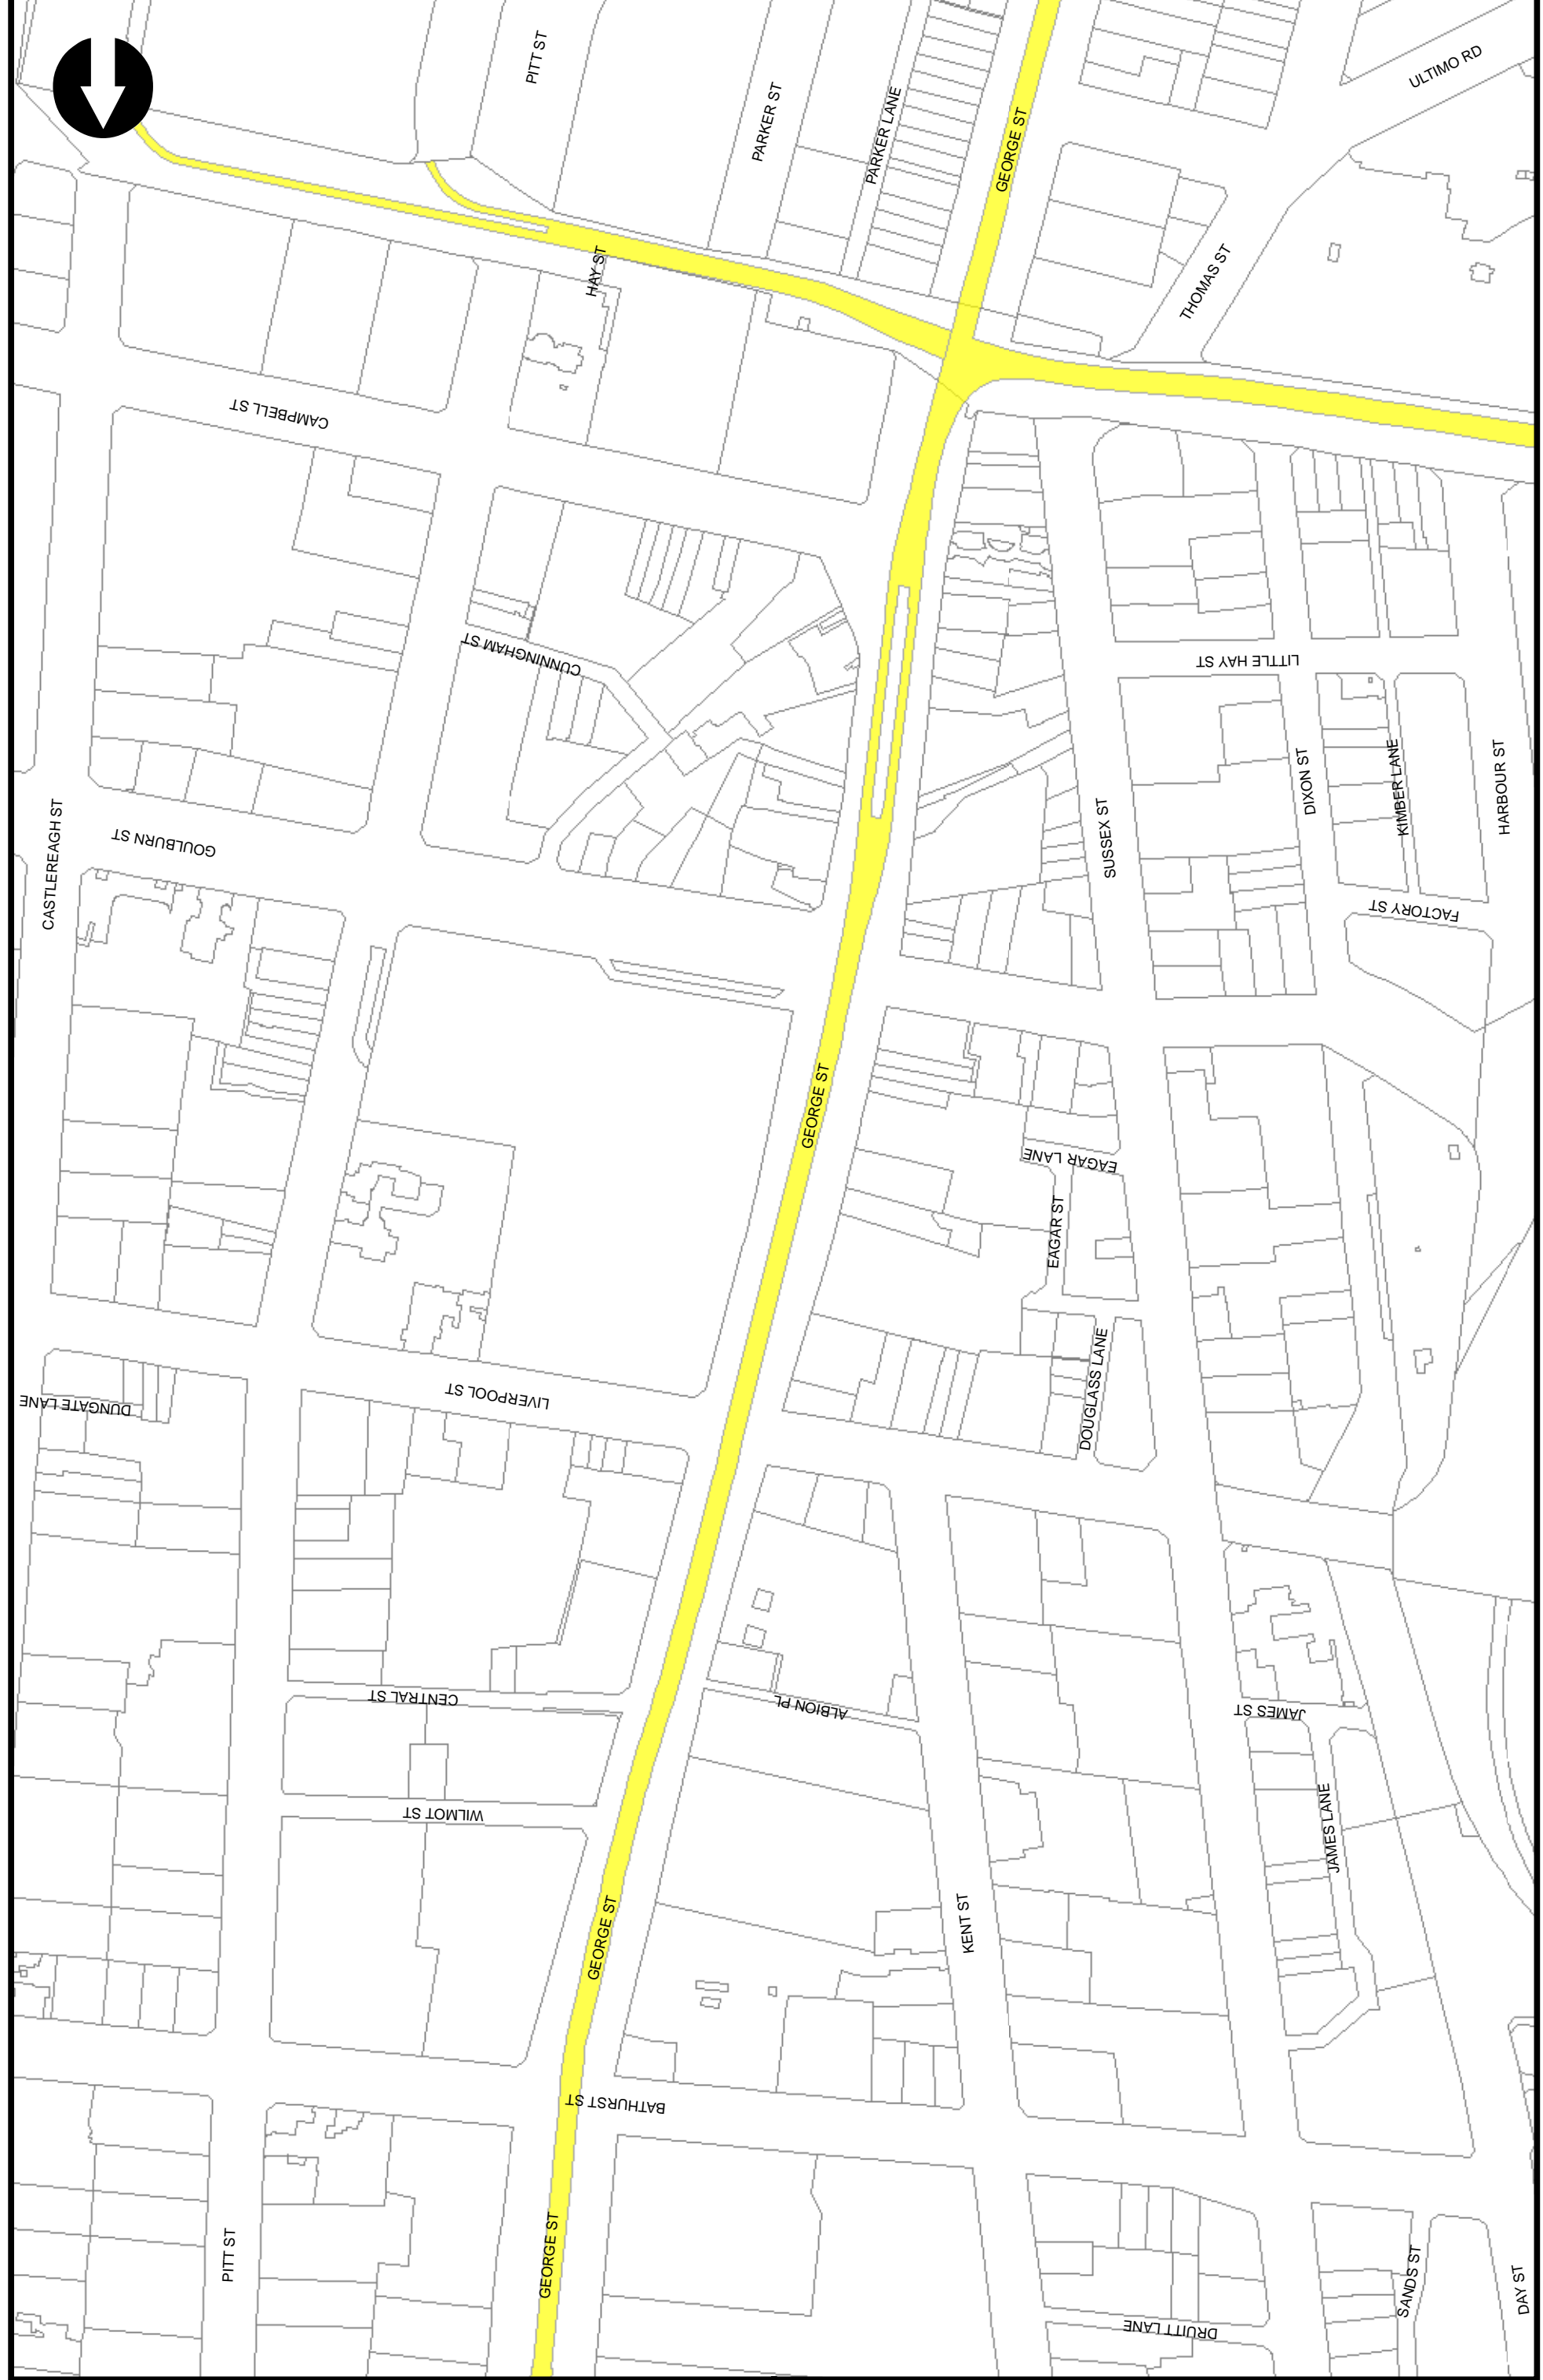 PITT ST
PARKER ST
PARKER LANE
GEORGE ST
ULTIMO RD
HAY ST
THOMAS ST
CAMPBELL ST
CUNNINGHAM ST
LITTLE HAY ST
CASTLEREAGH ST
GOULBURN ST
SUSSEX ST
DIXON ST
KIMBER LANE
HARBOUR ST
FACTORY ST
GEORGE ST
EAGAR LANE
EAGAR ST
DUNGATE LANE
LIVERPOOL ST
DOUGLASS LANE
CENTRAL ST
ALBION PL
JAMES ST
WILMOT ST
JAMES LANE
GEORGE ST
KENT ST
BATHURST ST
PITT ST
GEORGE ST
DRUITT LANE
SANDS ST
DAY ST